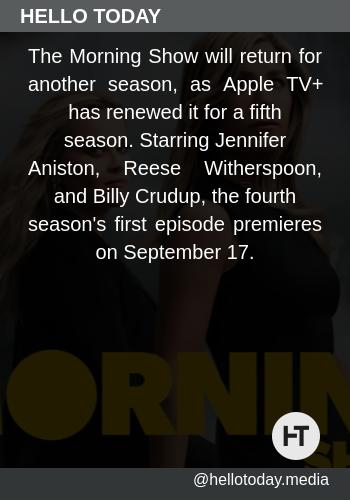 HELLO TODAY
The Morning Show will return for
another season, as Apple TV+
has renewed it for a fifth
season. Starring Jennifer
Aniston, Reese Witherspoon,
and Billy Crudup, the fourth
season's first episode premieres
on September 17.
ORNIN
HT
SH
@hellotoday.media